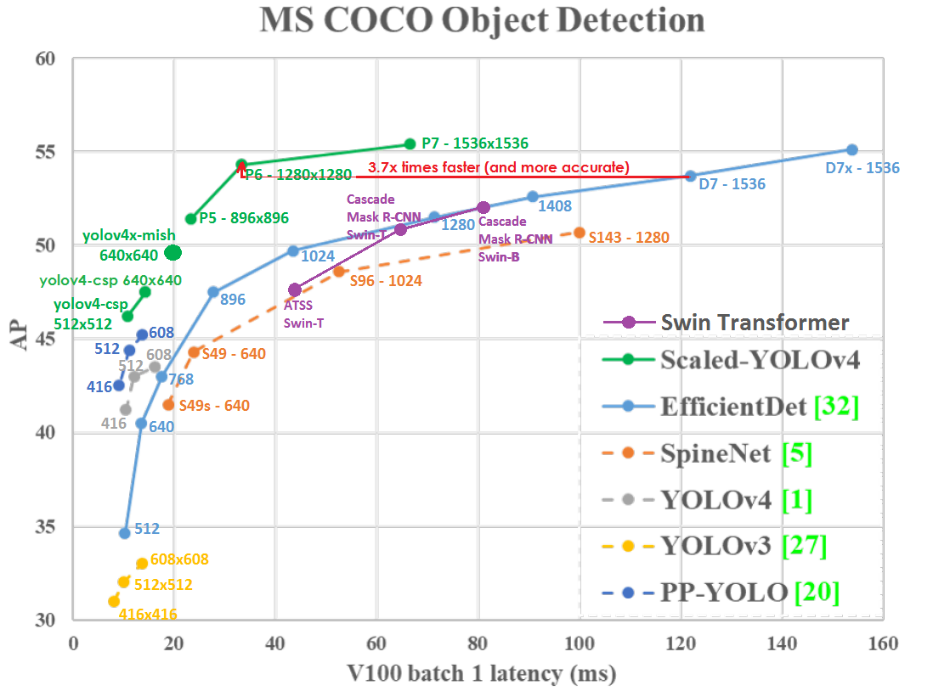 MS COCO Object Detection
60
55
50
45
40
35
30
AP
0
20
40
60
80
100
120
140
160
V100 batch 1 latency (ms)
P7 - 1536x1536
3.7x times faster (and more accurate)
P6 - 1280x1280
D7 - 1536
D7x - 1536
Cascade
Mask R-CNN
Swin-T
P5 - 896x896
1408
1280
Cascade
Mask R-CNN
Swin-B
S143 - 1280
yolov4x-mish
640x640
1024
S96 - 1024
yolov4-csp 640x640
896
yolov4-csp
512x512
ATSS
Swin-T
608
512
608
512
S49 - 640
416
768
416
S49s - 640
640
512
608x608
512x512
416x416
Swin Transformer
Scaled-YOLOv4
EfficientDet [32]
SpineNet [5]
YOLOv4 [1]
YOLOv3 [27]
PP-YOLO [20]